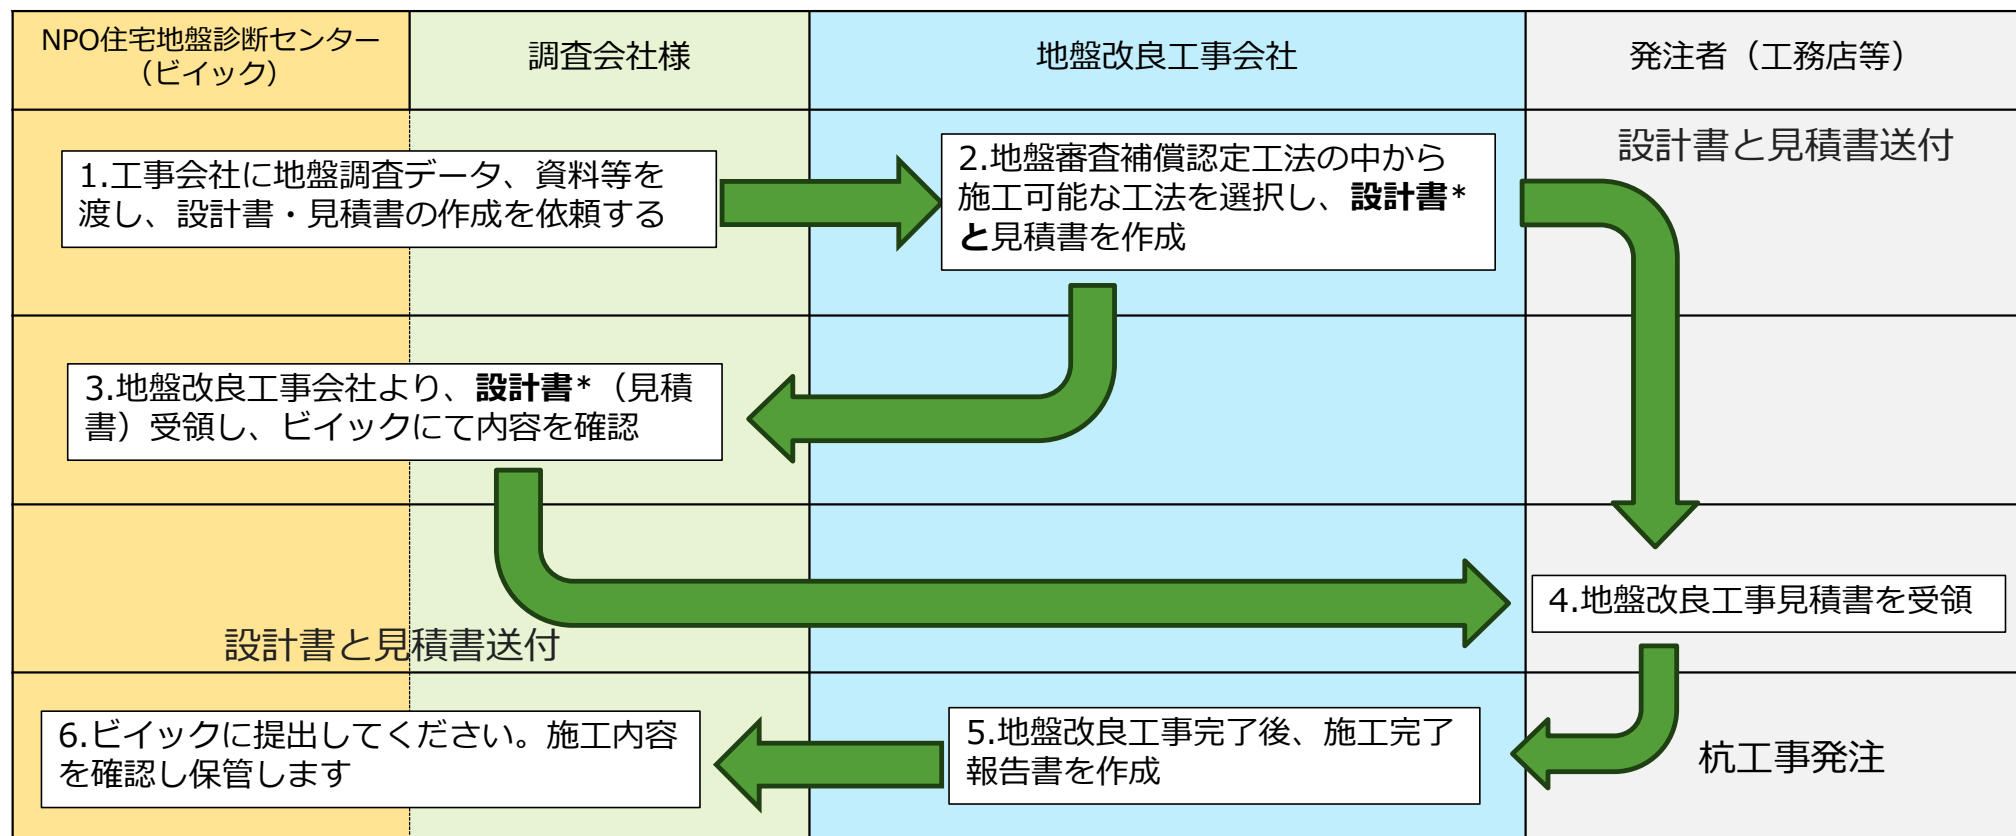 NPO住宅地盤診断センター
（ビイック）
調査会社様
地盤改良工事会社
発注者（工務店等）
1.工事会社に地盤調査データ、資料等を
渡し、設計書・見積書の作成を依頼する
2.地盤審査補償認定工法の中から
施工可能な工法を選択し、設計書*
と見積書を作成
設計書と見積書送付
3.地盤改良工事会社より、設計書*（見積
書）受領し、ビイックにて内容を確認
4.地盤改良工事見積書を受領
設計書と見積書送付
6.ビイックに提出してください。施工内容
を確認し保管します
5.地盤改良工事完了後、施工完了
報告書を作成
杭工事発注